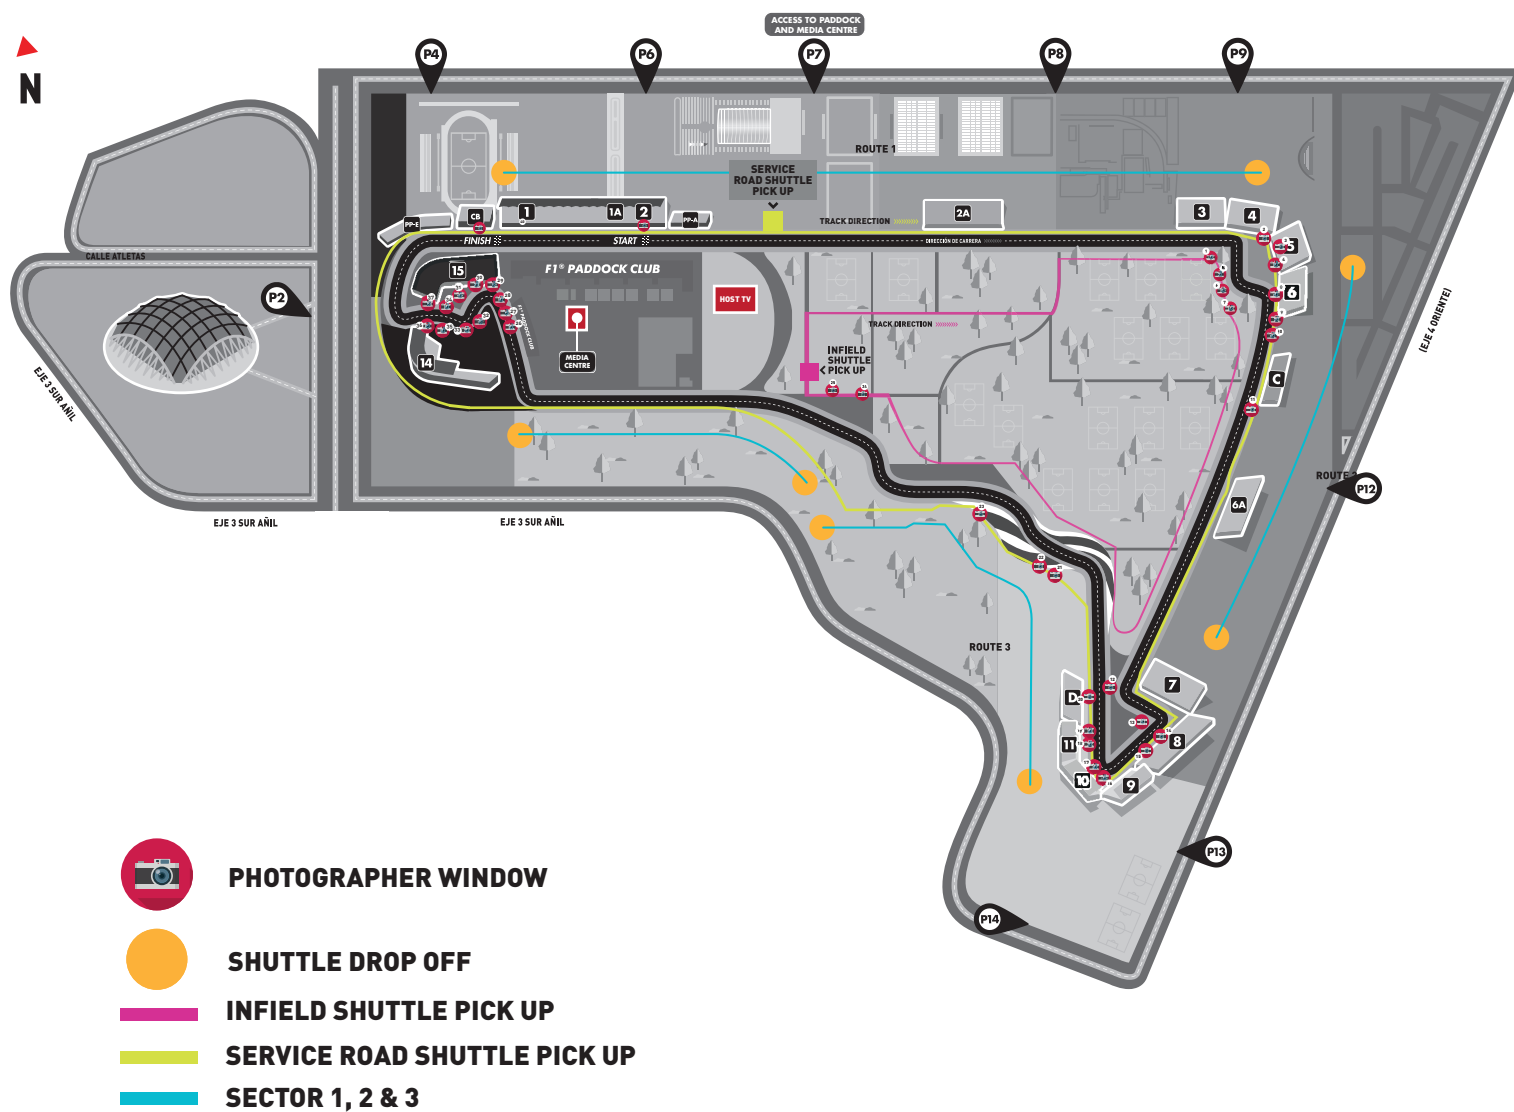 ACCESS TO PADDOCK
AND MEDIA CENTRE
P4
P6
P7
P8
P9
N
ROUTE 1
SERVICE
ROAD SHUTTLE
PICK UP
PP-E
CB
1
1A
2
PP-A
2A
3
4
5
6
TRACK DIRECTION
FINISH
START
DIRECCIÓN DE CARRERA
CALLE ATLETAS
15
F1® PADDOCK CLUB
P2
HOST TV
F1® PADDOCK CLUB
TRACK DIRECTION
MEDIA
CENTRE
INFIELD
SHUTTLE
PICK UP
14
C
(EJE 4 ORIENTE)
EJE 3 SUR AÑIL
EJE 3 SUR AÑIL
EJE 3 SUR AÑIL
6A
P12
ROUTE 3
D
7
8
11
10
9
P13
P14
PHOTOGRAPHER WINDOW
SHUTTLE DROP OFF
INFIELD SHUTTLE PICK UP
SERVICE ROAD SHUTTLE PICK UP
SECTOR 1, 2 & 3